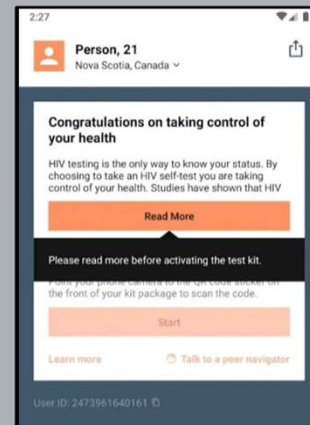 2:27
Person, 21
Nova Scotia, Canada
Congratulations on taking control of
your health
HIV testing is the only way to know your status. By
choosing to take an HIV self-test you are taking
control of your health. Studies have shown that HIV
Read More
Please read more before activating the test kit.
Point your phone camera to the QR code sticker on
the front of your kit package to scan the code.
Start
Learn more
Talk to a peer navigator
User ID: 2473961640161